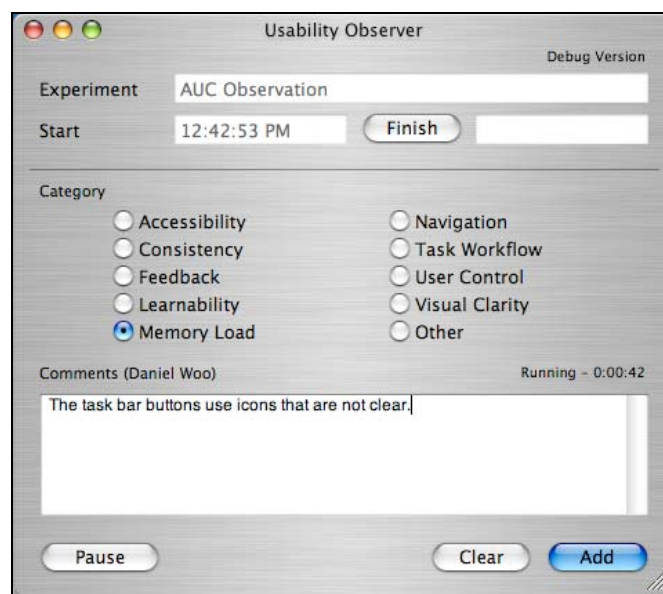 Usability Observer
Debug Version
Experiment AUC Observation
Start 12:42:53 PM Finish
Category
Accessibility Navigation
Consistency Task Workflow
Feedback User Control
Learnability Visual Clarity
Memory Load Other
Comments (Daniel Woo) Running - 0:00:42
The task bar buttons use icons that are not clear.
Pause Clear Add